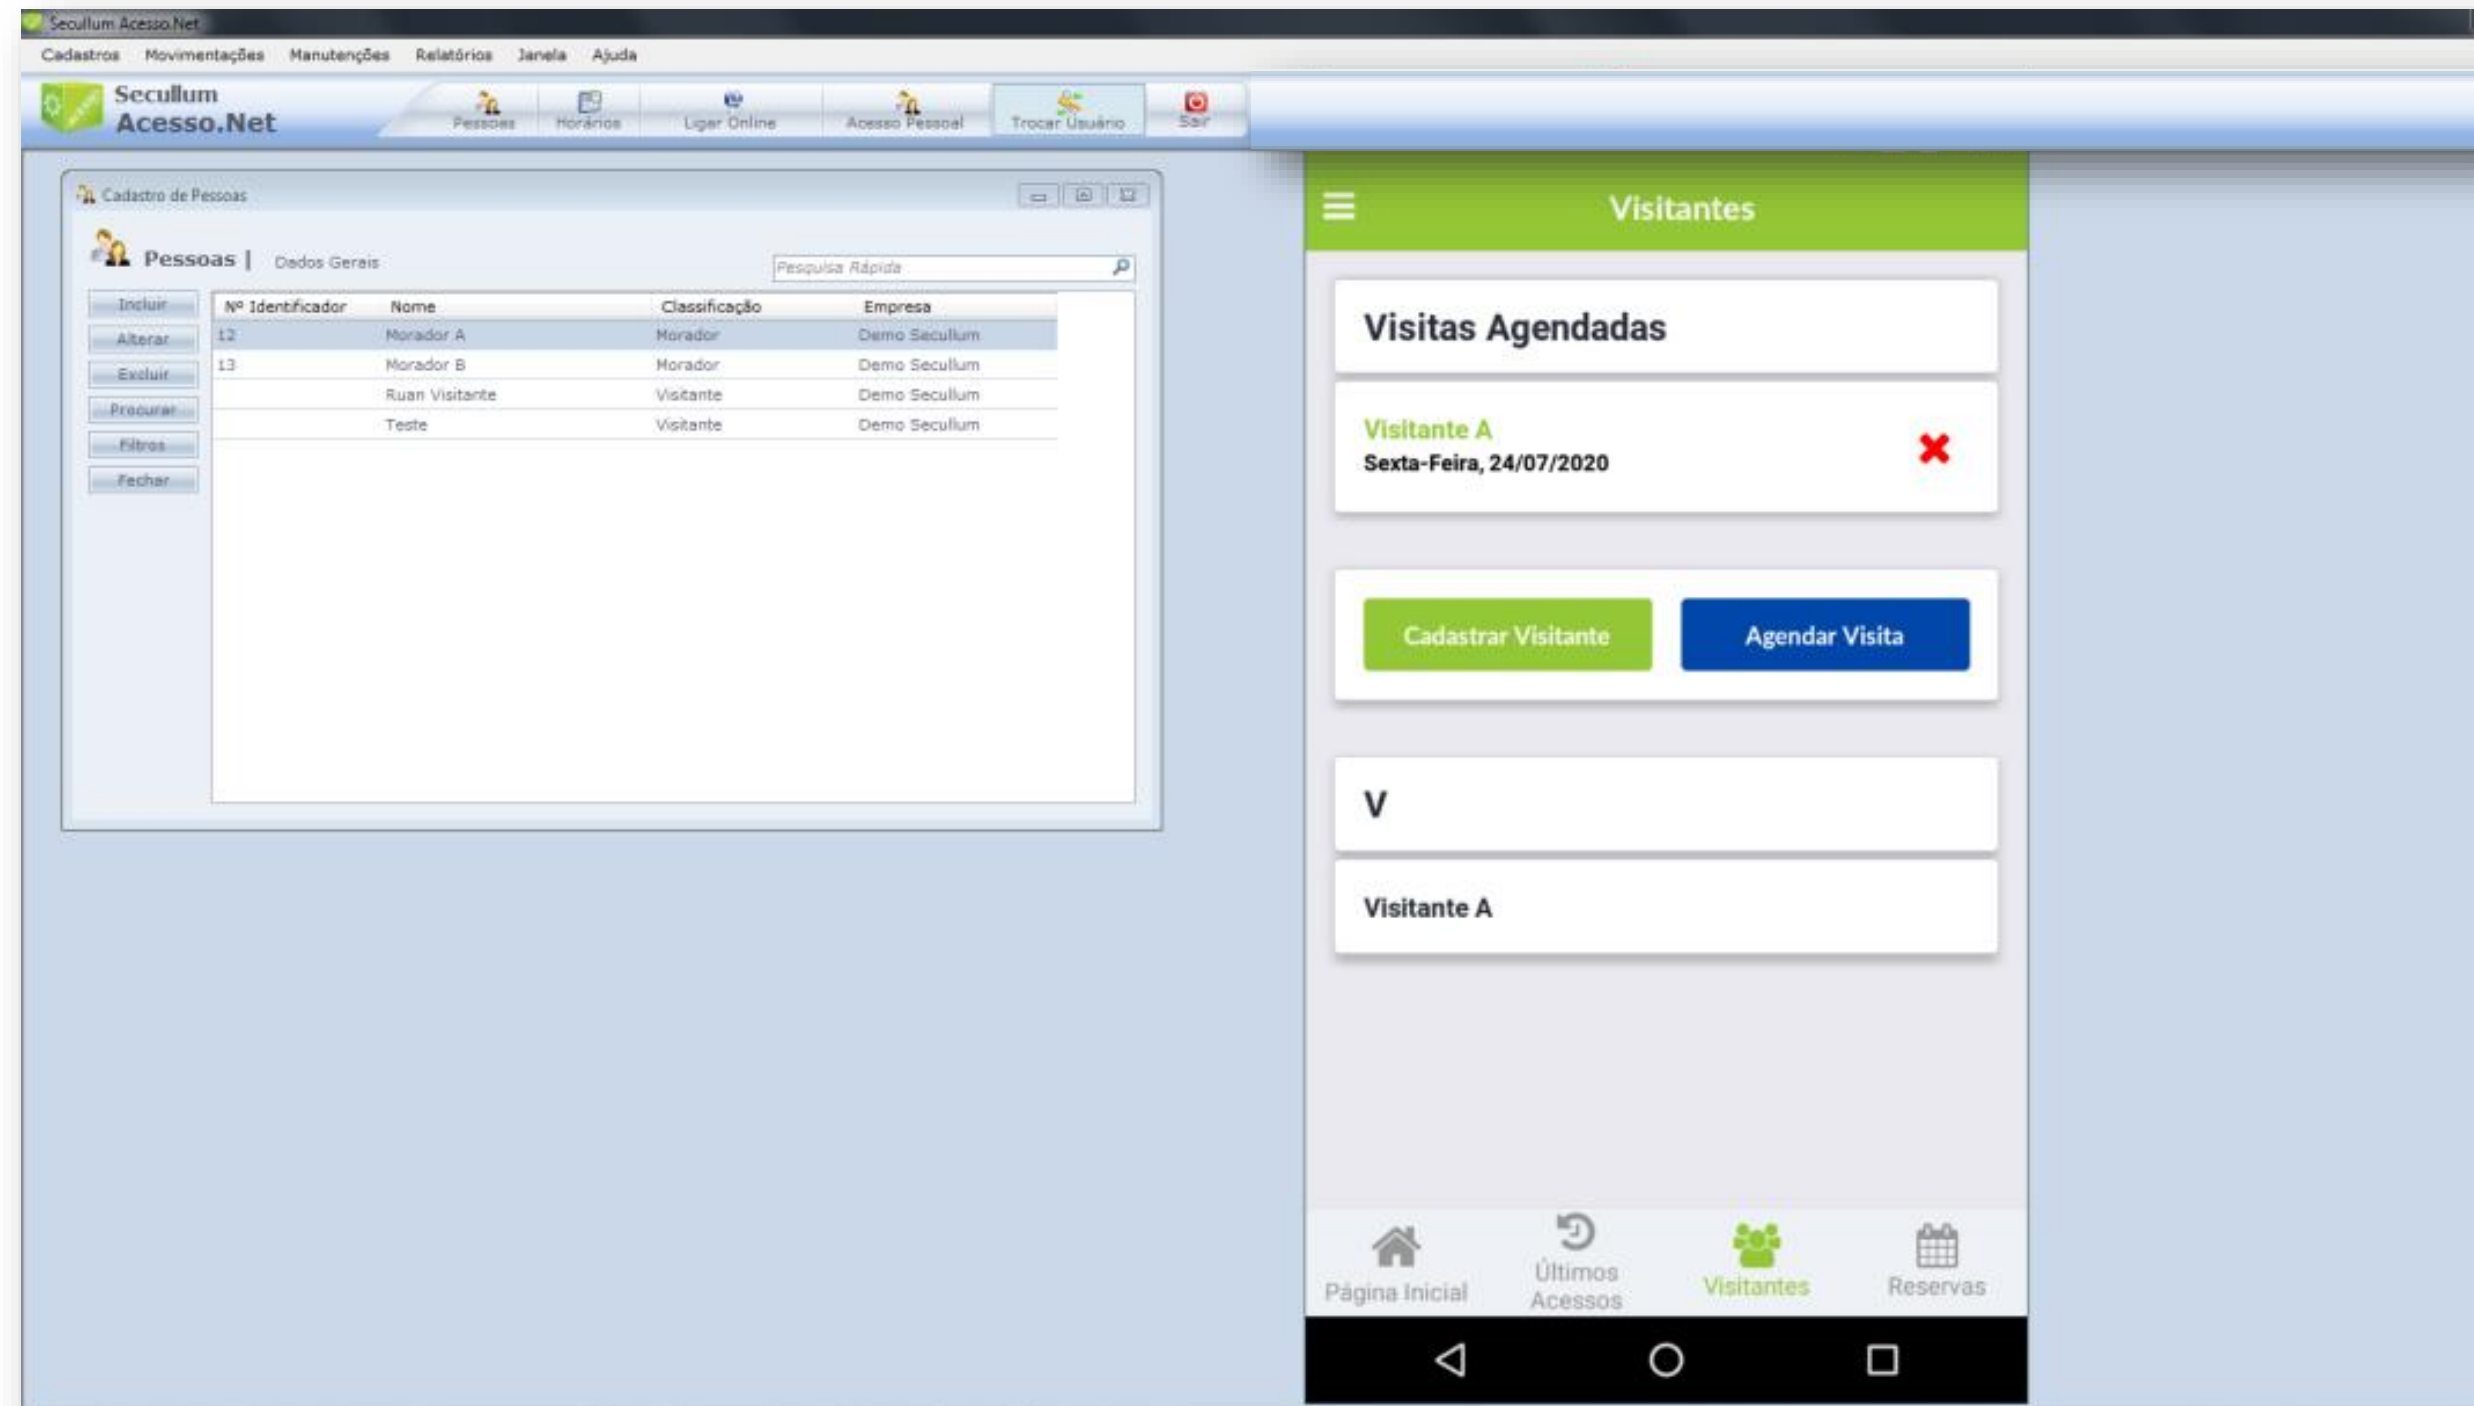 Secullum Acesso.Net
Cadastros Movimentações Manutenções Relatórios Janela Ajuda
Secullum
Acesso.Net
Pessoas Horários Ligar Online Acesso Pessoal Trocar Usuário Sair
Cadastro de Pessoas
Pessoas | Dados Gerais
Pesquisa Rápida
Incluir
Alterar
Excluir
Procurar
Filtros
Fechar
Nº Identificador Nome Classificação Empresa
12 Morador A Morador Demo Secullum
13 Morador B Morador Demo Secullum
Ruan Visitante Visitante Demo Secullum
Teste Visitante Demo Secullum
Visitantes
Visitas Agendadas
Visitante A
Sexta-Feira, 24/07/2020
Cadastrar Visitante Agendar Visita
V
Visitante A
Página Inicial
Últimos
Acessos
Visitantes
Reservas